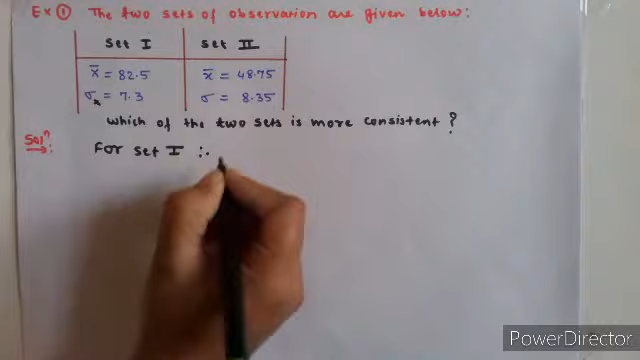 Ex ① The two sets of observation are given below:
Set I Set II
x̄ = 82.5 x̄ = 48.75
σₓ = 7.3 σ = 8.35
which of the two sets is more consistent ?
Solⁿ:
For set I :-
PowerDirector